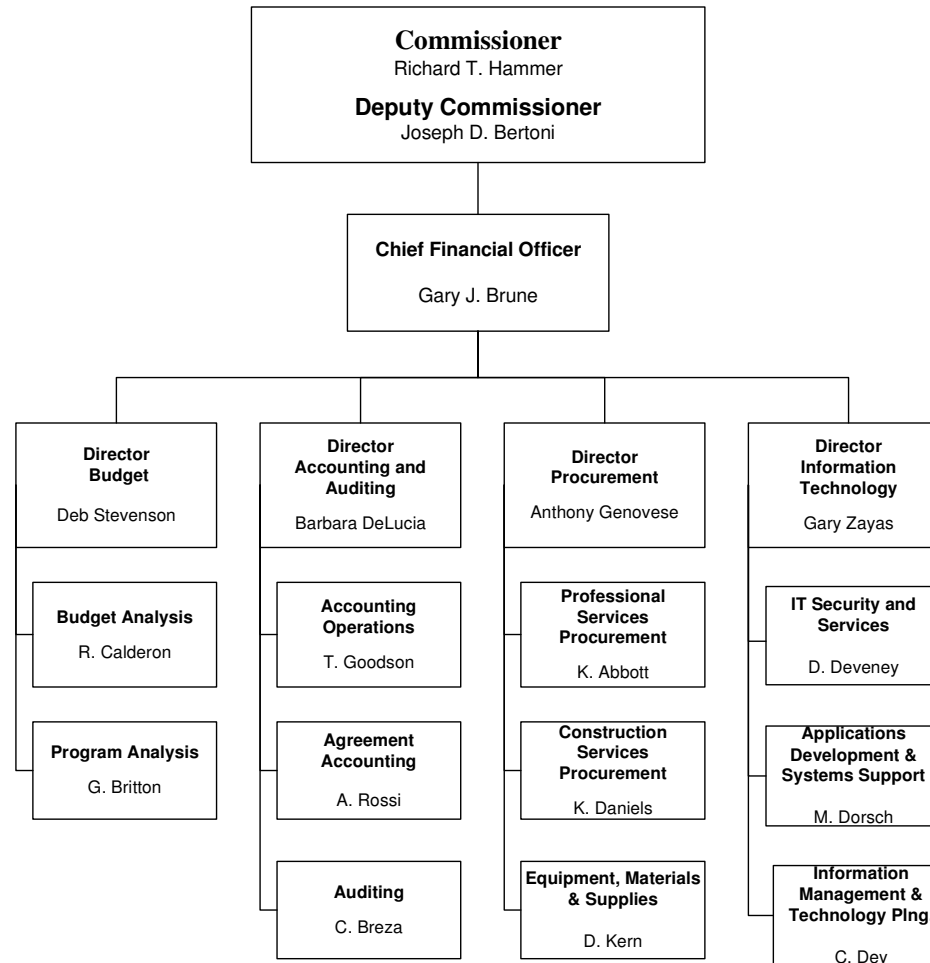 Commissioner
Richard T. Hammer
Deputy Commissioner
Joseph D. Bertoni
Chief Financial Officer
Gary J. Brune
Director
Budget
Deb Stevenson
Budget Analysis
R. Calderon
Program Analysis
G. Britton
Director
Accounting and
Auditing
Barbara DeLucia
Accounting
Operations
T. Goodson
Agreement
Accounting
A. Rossi
Auditing
C. Breza
Director
Procurement
Anthony Genovese
Professional
Services
Procurement
K. Abbott
Construction
Services
Procurement
K. Daniels
Equipment, Materials
& Supplies
D. Kern
Director
Information
Technology
Gary Zayas
IT Security and
Services
D. Deveney
Applications
Development &
Systems Support
M. Dorsch
Information
Management &
Technology Plng
C. Dey